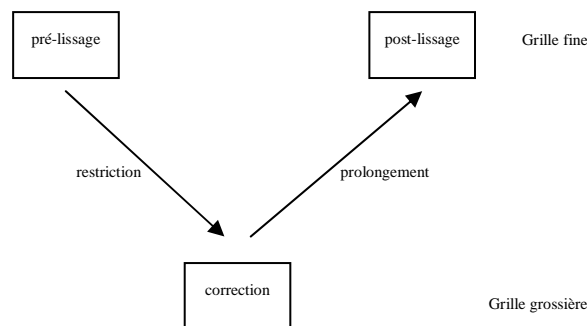 pré-lissage
post-lissage
Grille fine
restriction
prolongement
correction
Grille grossière